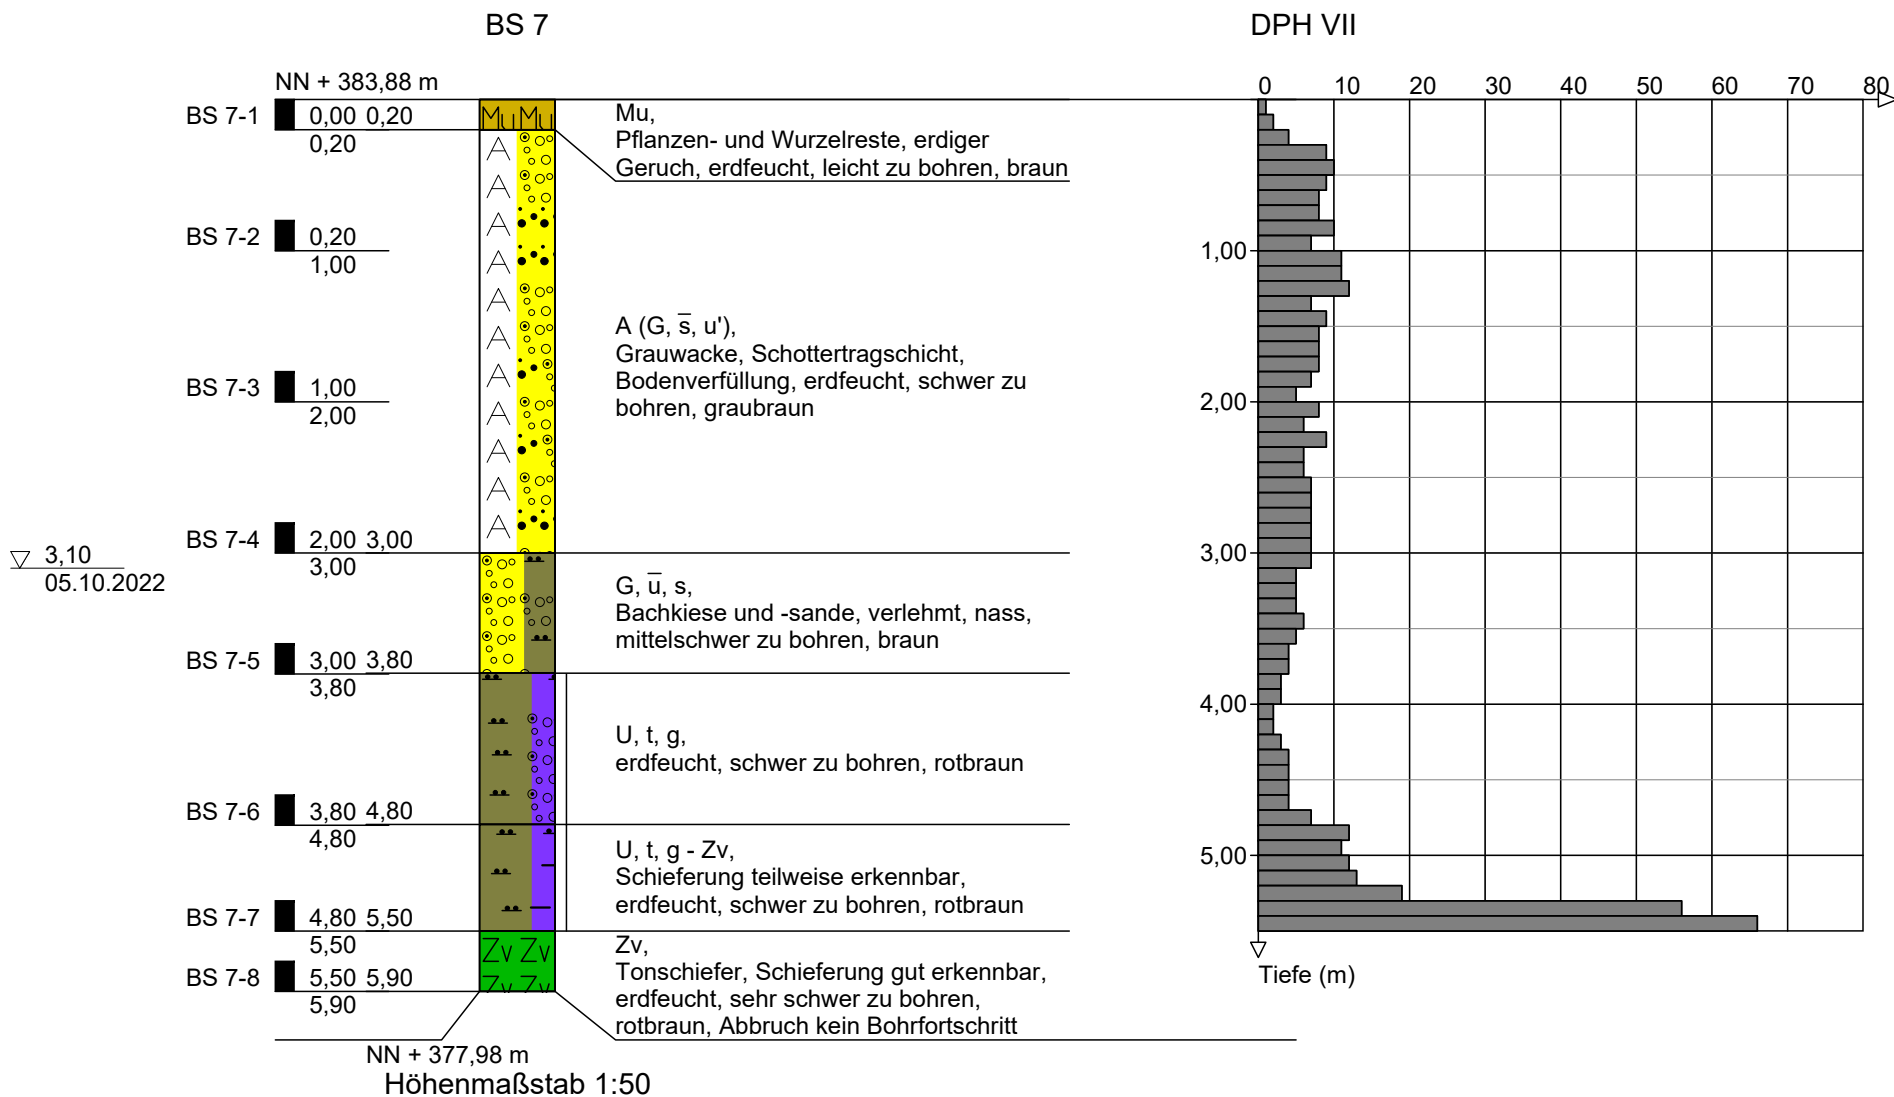 BS 7
DPH VII
NN + 383,88 m
0 10 20 30 40 50 60 70 80
BS 7-1 0,00 0,20
0,20
Mu Mu
Mu,
Pflanzen- und Wurzelreste, erdiger
Geruch, erdfeucht, leicht zu bohren, braun
A
A
A
A
A
A
A
A
A
A
A
BS 7-2 0,20
1,00
1,00
A (G, s̅, u'),
Grauwacke, Schottertragschicht,
Bodenverfüllung, erdfeucht, schwer zu
bohren, graubraun
BS 7-3 1,00
2,00
2,00
BS 7-4 2,00 3,00
3,00
3,00
3,10
05.10.2022
G, u̅, s,
Bachkiese und -sande, verlehmt, nass,
mittelschwer zu bohren, braun
BS 7-5 3,00 3,80
3,80
4,00
U, t, g,
erdfeucht, schwer zu bohren, rotbraun
BS 7-6 3,80 4,80
4,80
5,00
U, t, g - Zv,
Schieferung teilweise erkennbar,
erdfeucht, schwer zu bohren, rotbraun
BS 7-7 4,80 5,50
5,50
Zv Zv
Zv Zv
Zv,
Tonschiefer, Schieferung gut erkennbar,
erdfeucht, sehr schwer zu bohren,
rotbraun, Abbruch kein Bohrfortschritt
BS 7-8 5,50 5,90
5,90
Tiefe (m)
NN + 377,98 m
Höhenmaßstab 1:50